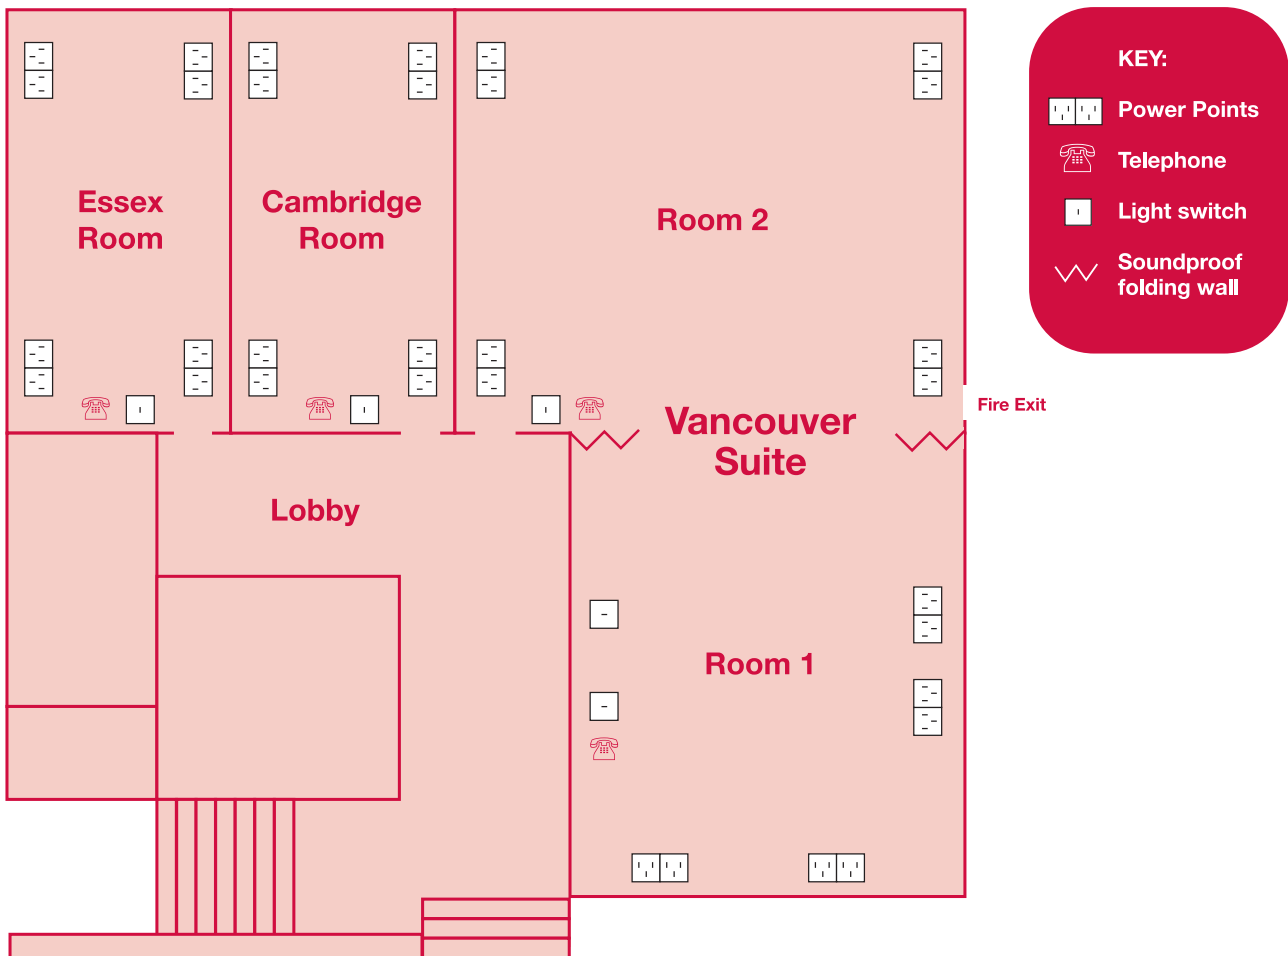 Essex
Room
Cambridge
Room
Room 2
KEY:
Power Points
Telephone
Light switch
Soundproof
folding wall
Fire Exit
Vancouver
Suite
Lobby
Room 1